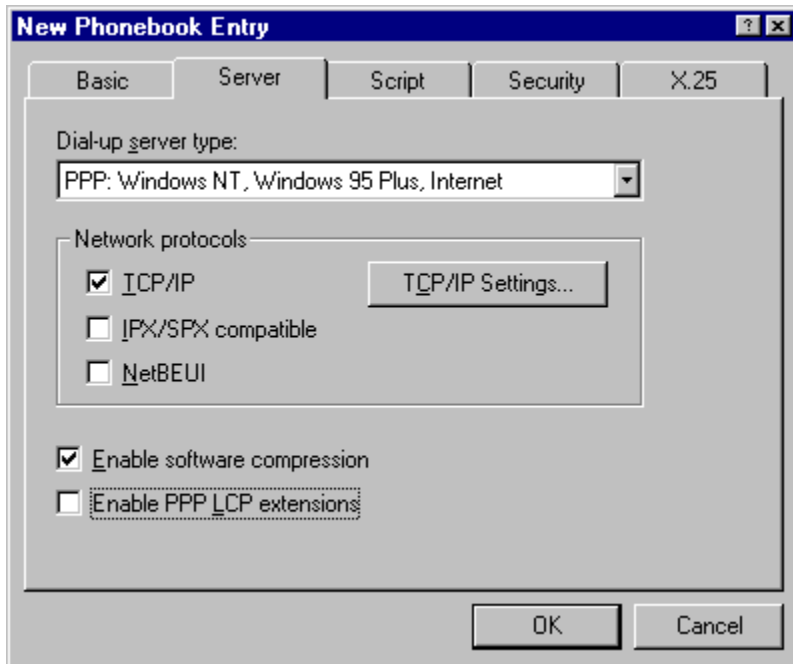 New Phonebook Entry
Basic Server Script Security X.25
Dial-up server type:
PPP: Windows NT, Windows 95 Plus, Internet
Network protocols
TCP/IP TCP/IP Settings...
IPX/SPX compatible
NetBEUI
Enable software compression
Enable PPP LCP extensions
OK Cancel